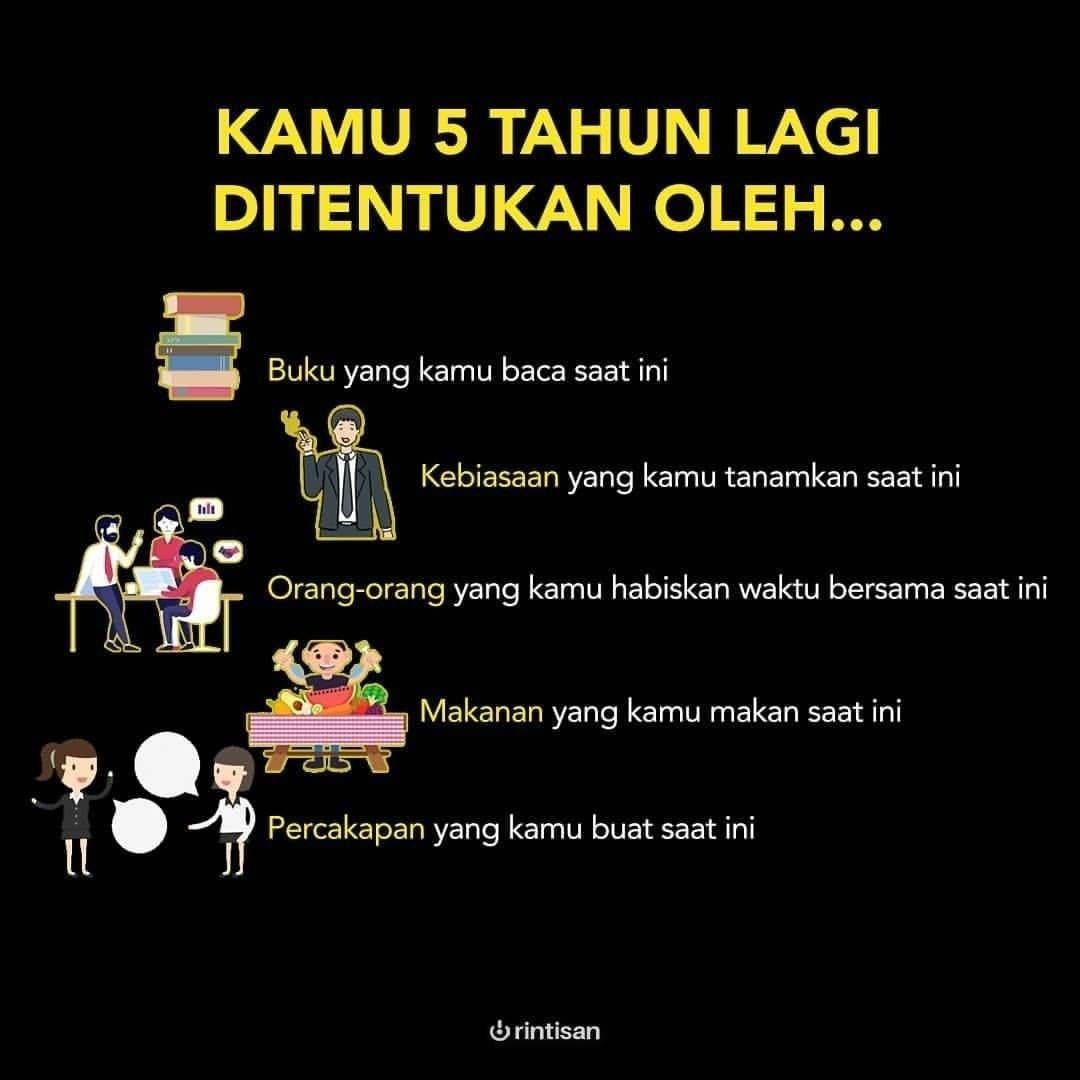 KAMU 5 TAHUN LAGI
DITENTUKAN OLEH...
Buku yang kamu baca saat ini
Kebiasaan yang kamu tanamkan saat ini
Orang-orang yang kamu habiskan waktu bersama saat ini
Makanan yang kamu makan saat ini
Percakapan yang kamu buat saat ini
rintisan